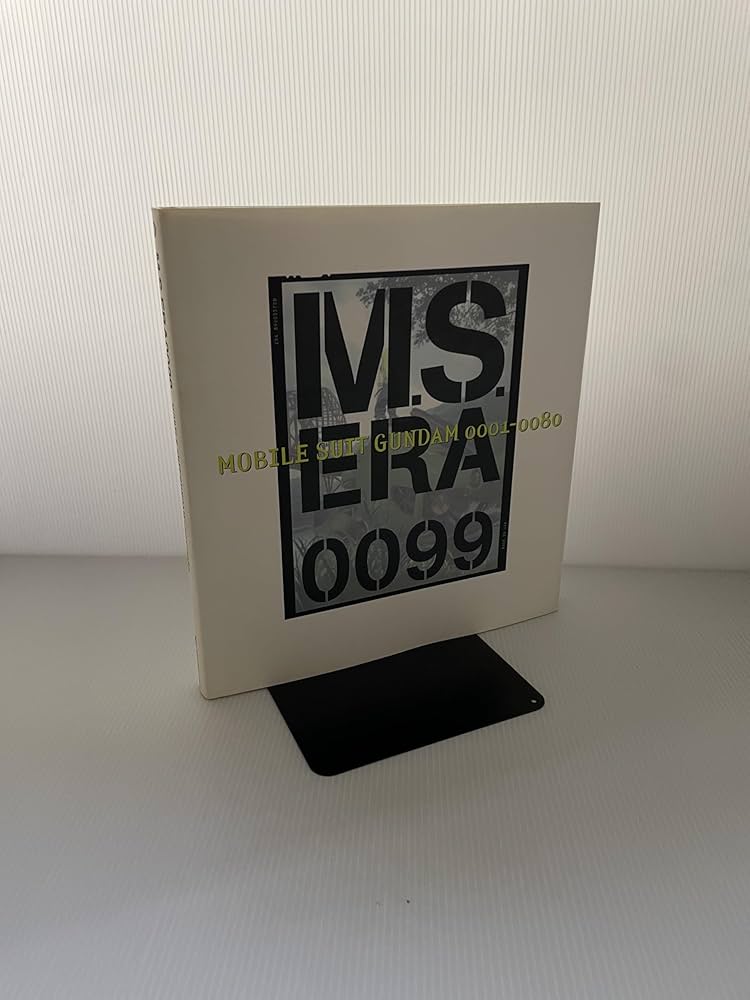 M.S.
ERA
MOBILE SUIT GUNDAM 0001-0080
0099